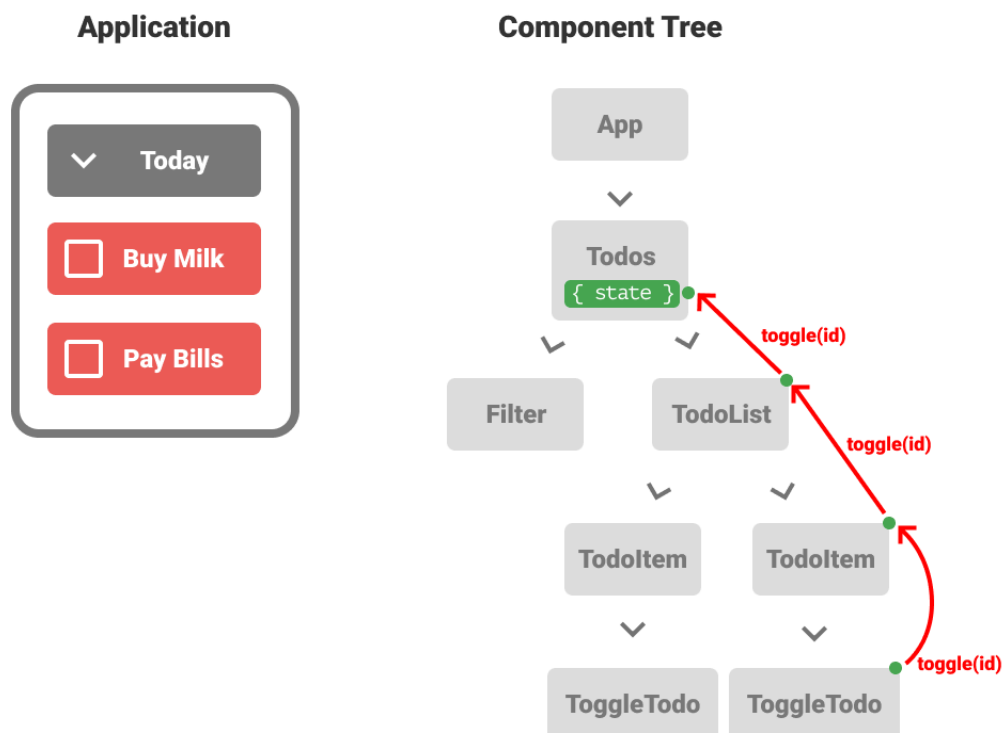 Application
Component Tree
Today
Buy Milk
Pay Bills
App
Todos
{ state }
toggle(id)
Filter
TodoList
toggle(id)
TodoItem
TodoItem
toggle(id)
ToggleTodo
ToggleTodo